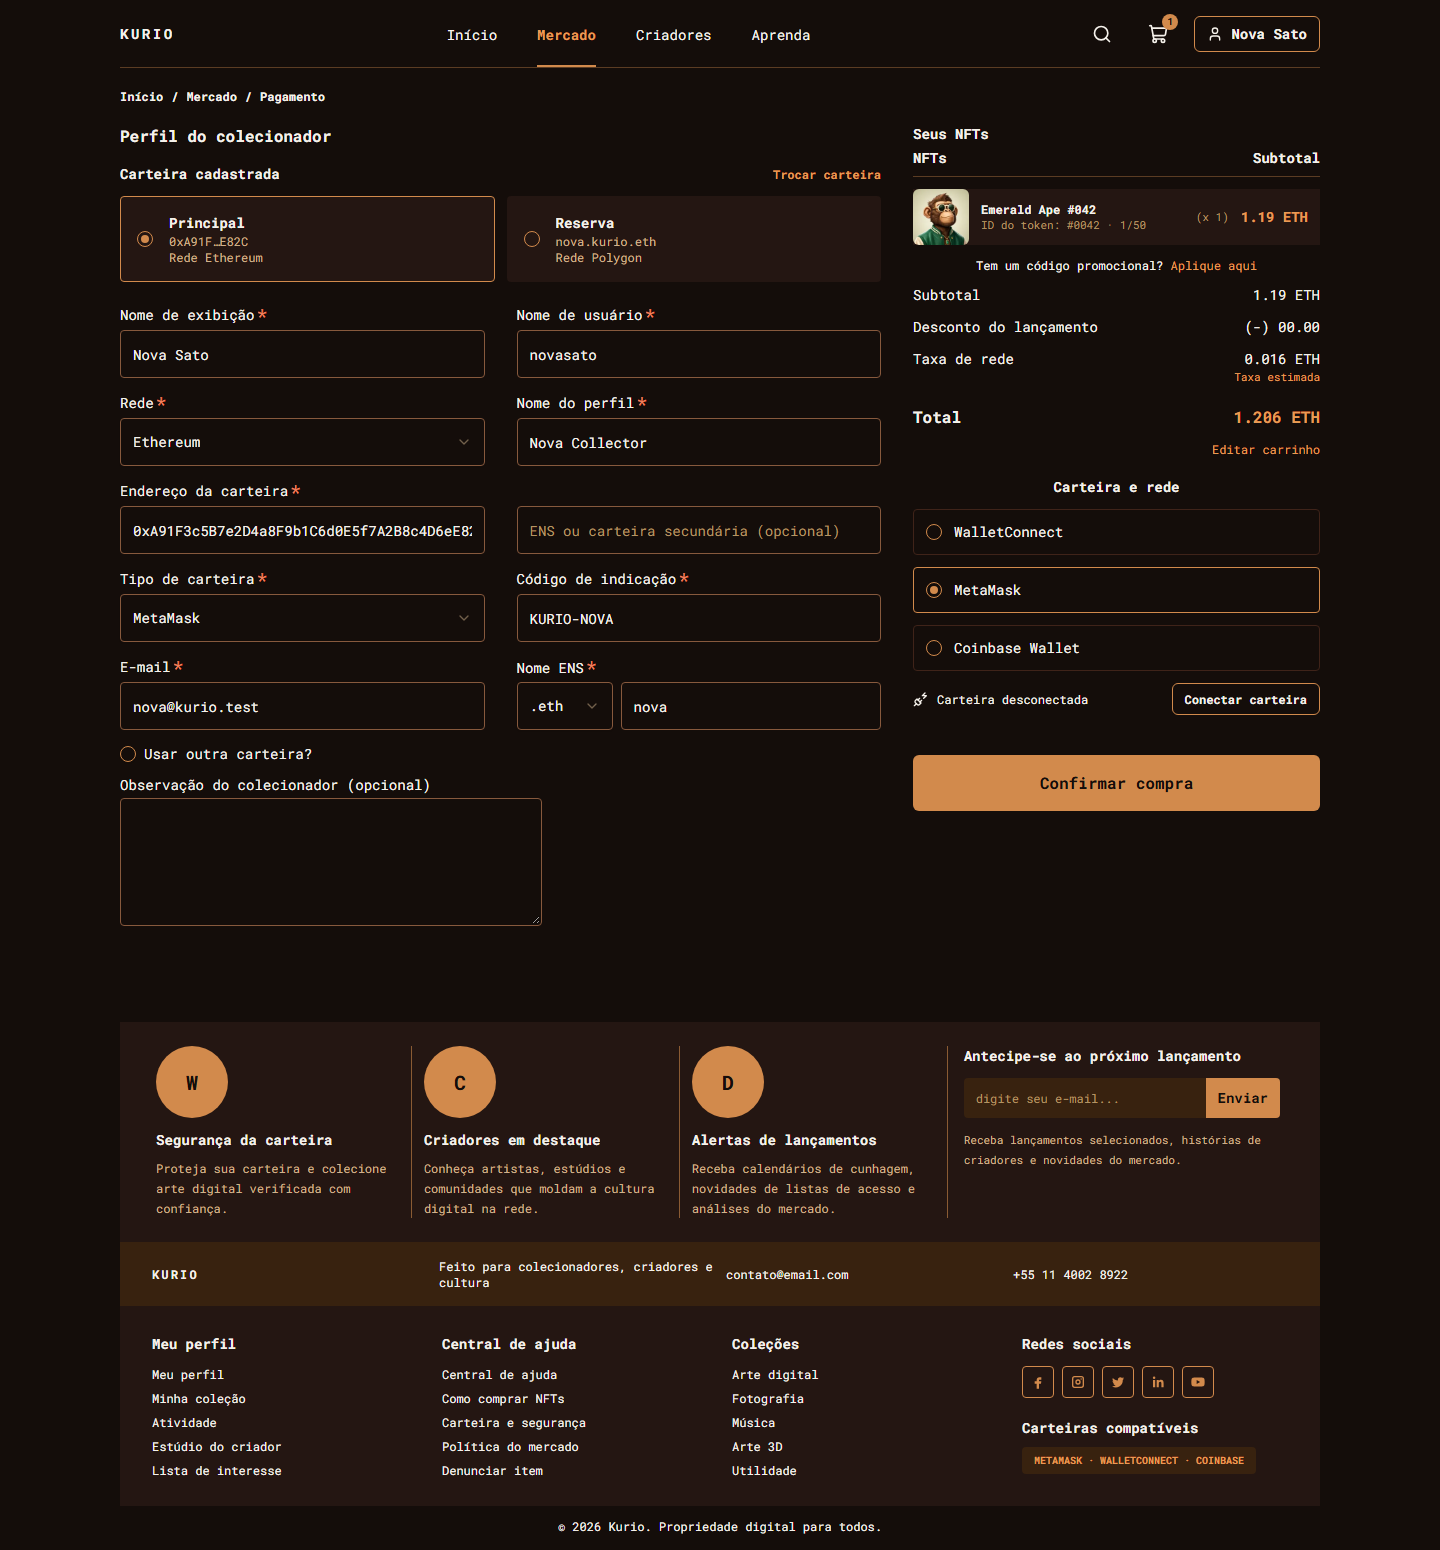 KURIO
Início
Mercado
Criadores
Aprenda
1
Nova Sato
Início / Mercado / Pagamento
Perfil do colecionador
Carteira cadastrada
Trocar carteira
Principal
0xA91F…E82C
Rede Ethereum
Reserva
nova.kurio.eth
Rede Polygon
Nome de exibição*
Nova Sato
Nome de usuário*
novasato
Rede*
Ethereum
Nome do perfil*
Nova Collector
Endereço da carteira*
0xA91F3c5B7e2D4a8F9b1C6d0E5f7A2B8c4D6eE82
ENS ou carteira secundária (opcional)
Tipo de carteira*
MetaMask
Código de indicação*
KURIO-NOVA
E-mail*
nova@kurio.test
Nome ENS*
.eth
nova
Usar outra carteira?
Observação do colecionador (opcional)
Seus NFTs
NFTs
Subtotal
Emerald Ape #042
ID do token: #0042 · 1/50
(x 1)
1.19 ETH
Tem um código promocional? Aplique aqui
Subtotal
1.19 ETH
Desconto do lançamento
(-) 00.00
Taxa de rede
0.016 ETH
Taxa estimada
Total
1.206 ETH
Editar carrinho
Carteira e rede
WalletConnect
MetaMask
Coinbase Wallet
Carteira desconectada
Conectar carteira
Confirmar compra
W
Segurança da carteira
Proteja sua carteira e colecione
arte digital verificada com
confiança.
C
Criadores em destaque
Conheça artistas, estúdios e
comunidades que moldam a cultura
digital na rede.
D
Alertas de lançamentos
Receba calendários de cunhagem,
novidades de listas de acesso e
análises do mercado.
Antecipe-se ao próximo lançamento
digite seu e-mail...
Enviar
Receba lançamentos selecionados, histórias de
criadores e novidades do mercado.
KURIO
Feito para colecionadores, criadores e
cultura
contato@email.com
+55 11 4002 8922
Meu perfil
Meu perfil
Minha coleção
Atividade
Estúdio do criador
Lista de interesse
Central de ajuda
Central de ajuda
Como comprar NFTs
Carteira e segurança
Política do mercado
Denunciar item
Coleções
Arte digital
Fotografia
Música
Arte 3D
Utilidade
Redes sociais
Carteiras compatíveis
METAMASK · WALLETCONNECT · COINBASE
© 2026 Kurio. Propriedade digital para todos.